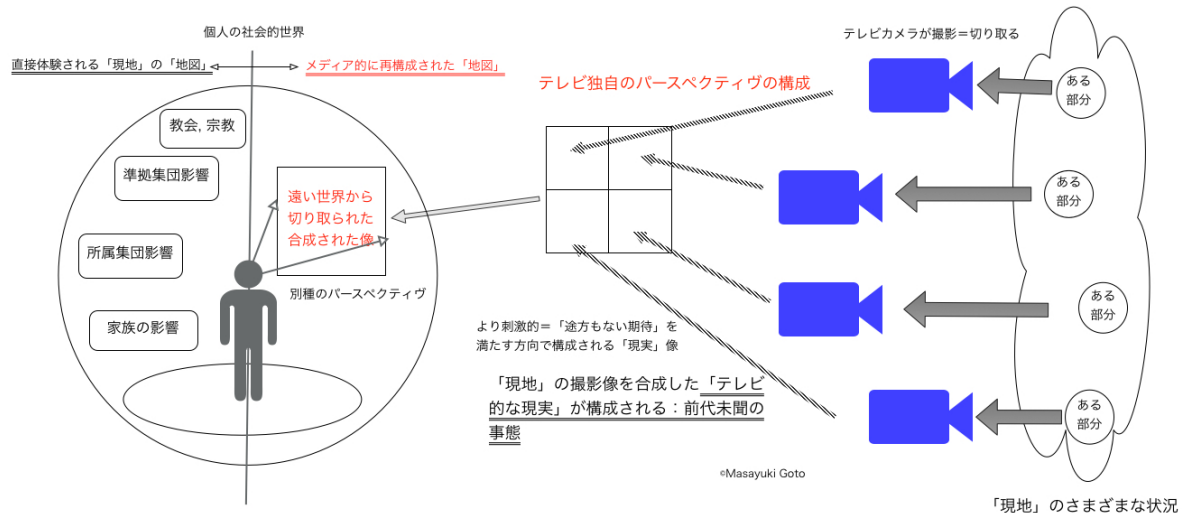 個人の社会的世界
直接体験される「現地」の「地図」
メディア的に再構成された「地図」
教会, 宗教
準拠集団影響
所属集団影響
家族の影響
遠い世界から
切り取られた
合成された像
別種のパースペクティヴ
テレビ独自のパースペクティヴの構成
より刺激的＝「途方もない期待」を
満たす方向で構成される「現実」像
「現地」の撮影像を合成した「テレビ
的な現実」が構成される：前代未聞の
事態
©Masayuki Goto
テレビカメラが撮影＝切り取る
ある
部分
ある
部分
ある
部分
ある
部分
「現地」のさまざまな状況